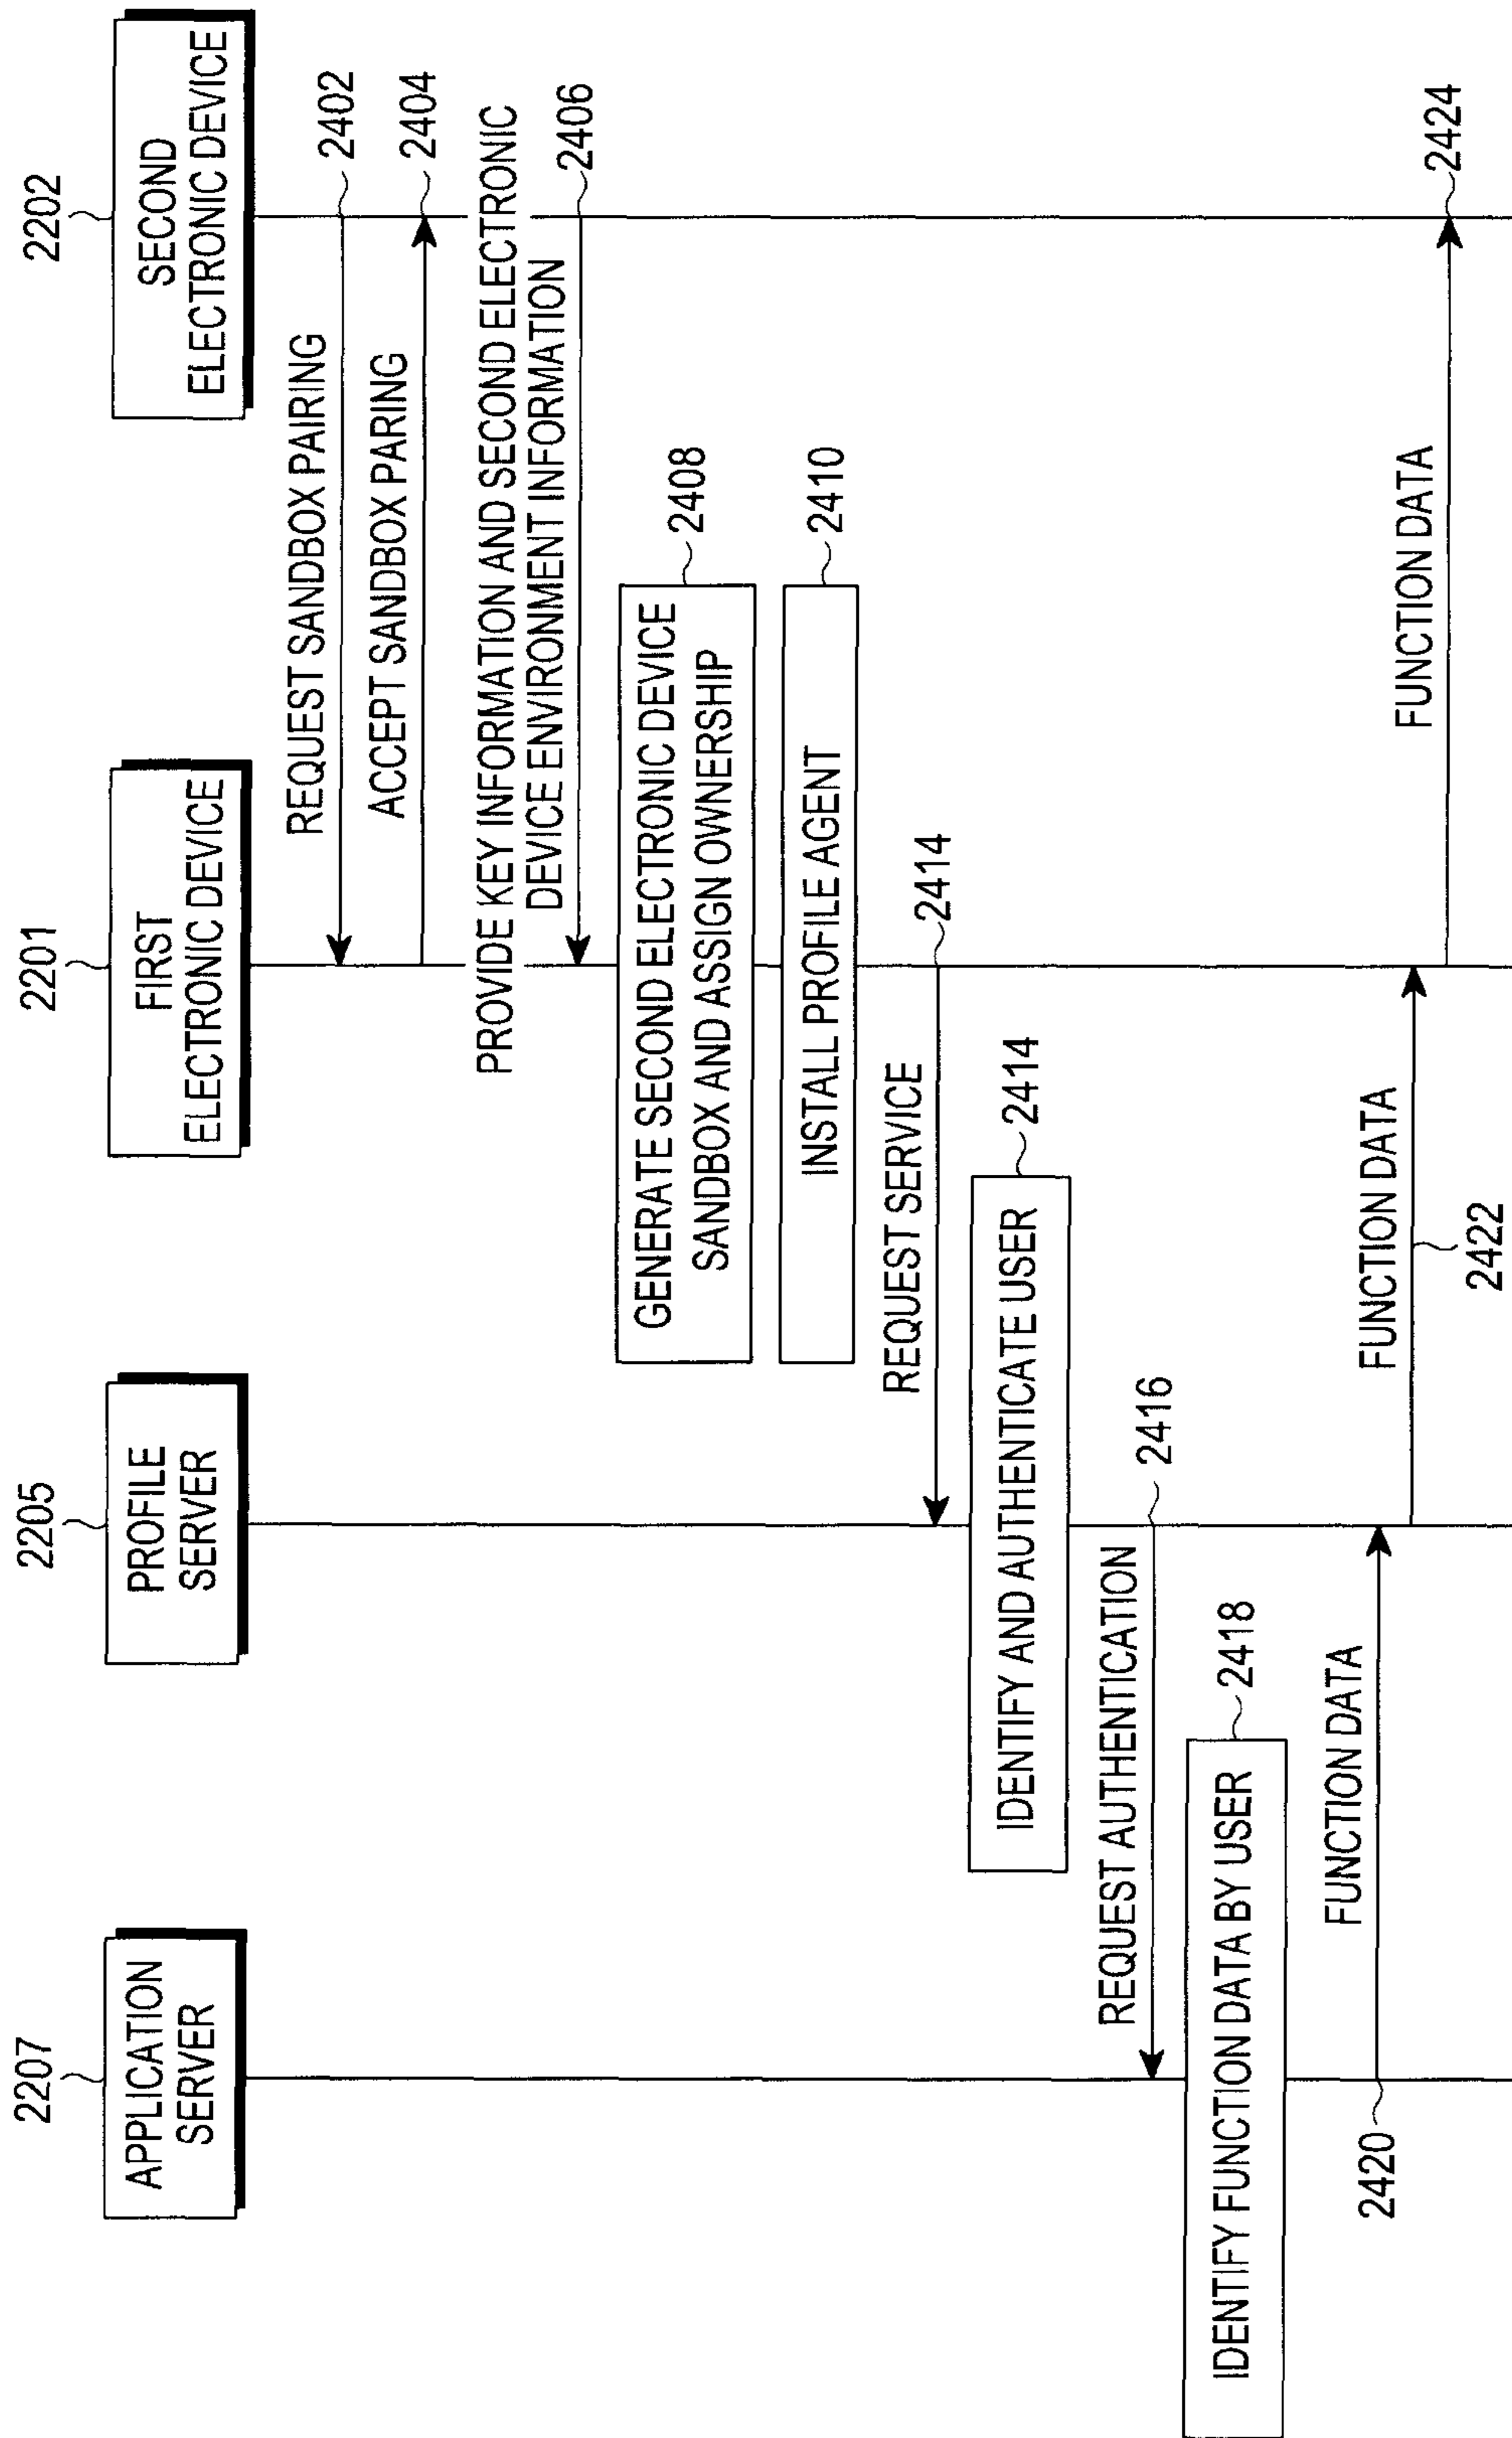 2207
APPLICATION
SERVER
2205
PROFILE
SERVER
2201
FIRST
ELECTRONIC DEVICE
2202
SECOND
ELECTRONIC DEVICE
REQUEST SANDBOX PAIRING
2402
ACCEPT SANDBOX PARING
2404
PROVIDE KEY INFORMATION AND SECOND ELECTRONIC
DEVICE ENVIRONMENT INFORMATION
2406
GENERATE SECOND ELECTRONIC DEVICE
SANDBOX AND ASSIGN OWNERSHIP
2408
INSTALL PROFILE AGENT
2410
REQUEST SERVICE
2414
IDENTIFY AND AUTHENTICATE USER
2414
REQUEST AUTHENTICATION
2416
IDENTIFY FUNCTION DATA BY USER
2418
FUNCTION DATA
2420
FUNCTION DATA
2422
FUNCTION DATA
2424